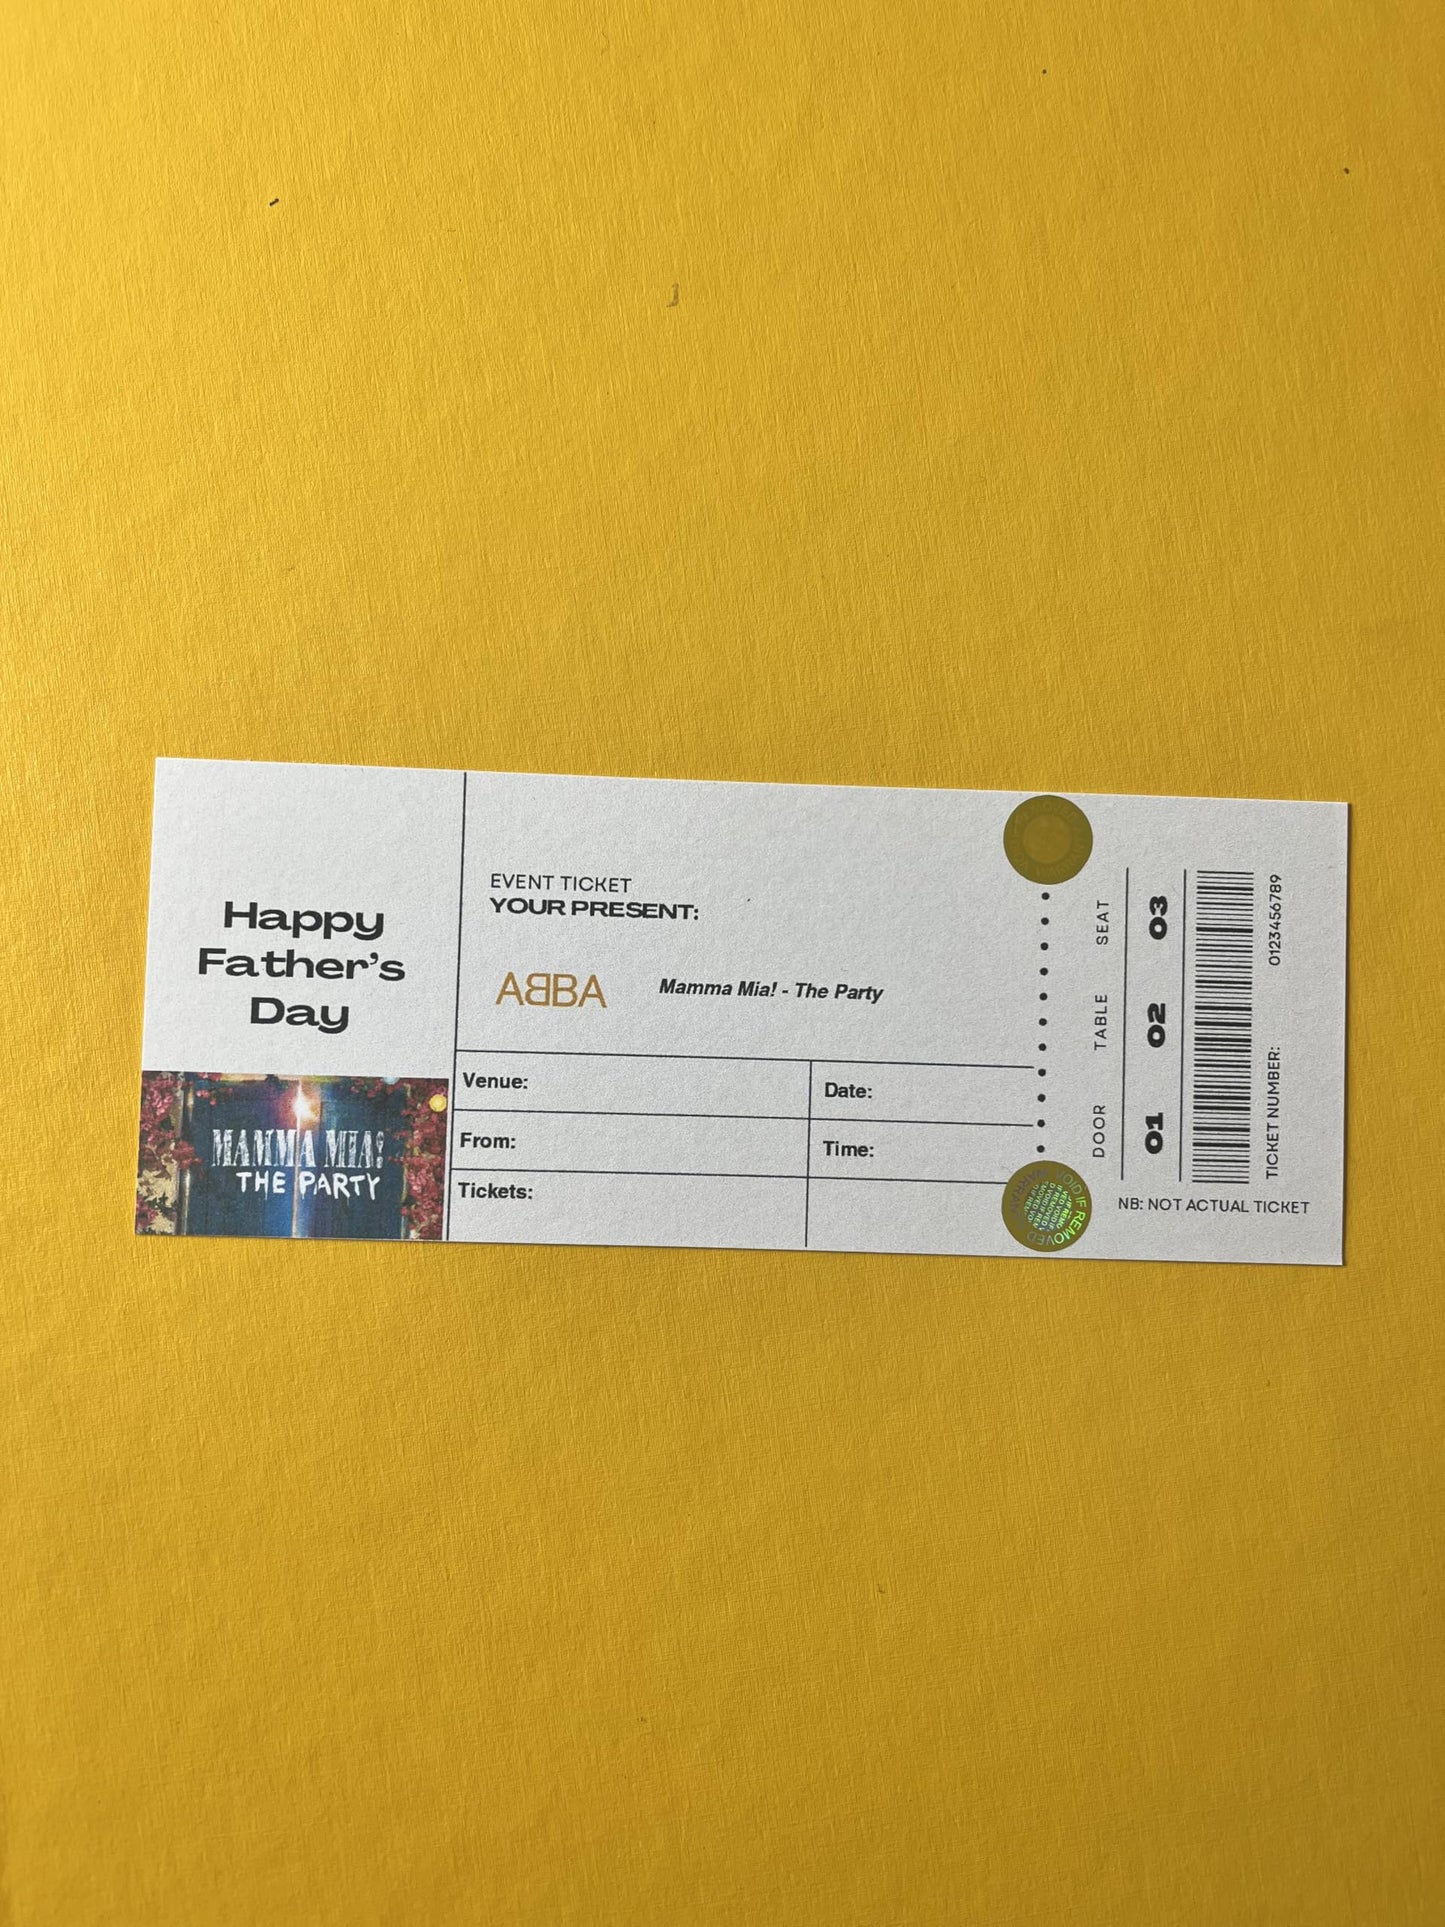 Happy
Father's
Day
MAMMA MIA!
THE PARTY
EVENT TICKET
YOUR PRESENT:
ABBA
Mamma Mia! - The Party
Venue:
Date:
From:
Time:
Tickets:
VOID IF REMOVED
DOOR TABLE SEAT
01 02 03
TICKET NUMBER: 0123456789
NB: NOT ACTUAL TICKET